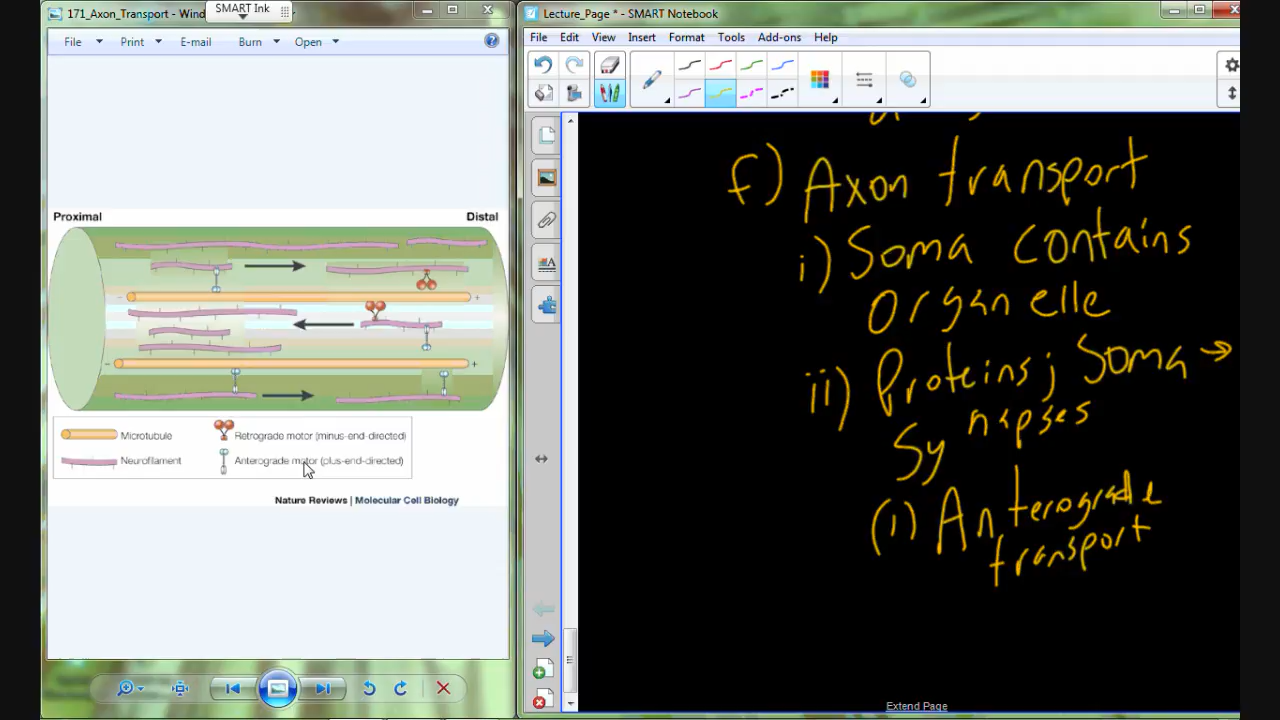 171_Axon_Transport - Wind
SMART Ink
File Print E-mail Burn Open
Proximal Distal
- +
- +
Microtubule Retrograde motor (minus-end-directed)
Neurofilament Anterograde motor (plus-end-directed)
Nature Reviews | Molecular Cell Biology
Lecture_Page * - SMART Notebook
File Edit View Insert Format Tools Add-ons Help
f) Axon transport
i) Soma contains
organelle
ii) Proteins; Soma →
Synapses
(1) Anterograde
transport
Extend Page